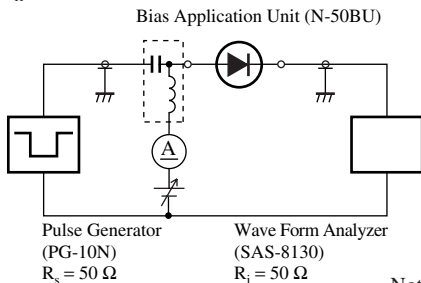 Bias Application Unit (N-50BU)
A
Pulse Generator
(PG-10N)
Rs = 50 Ω
Wave Form Analyzer
(SAS-8130)
Ri = 50 Ω